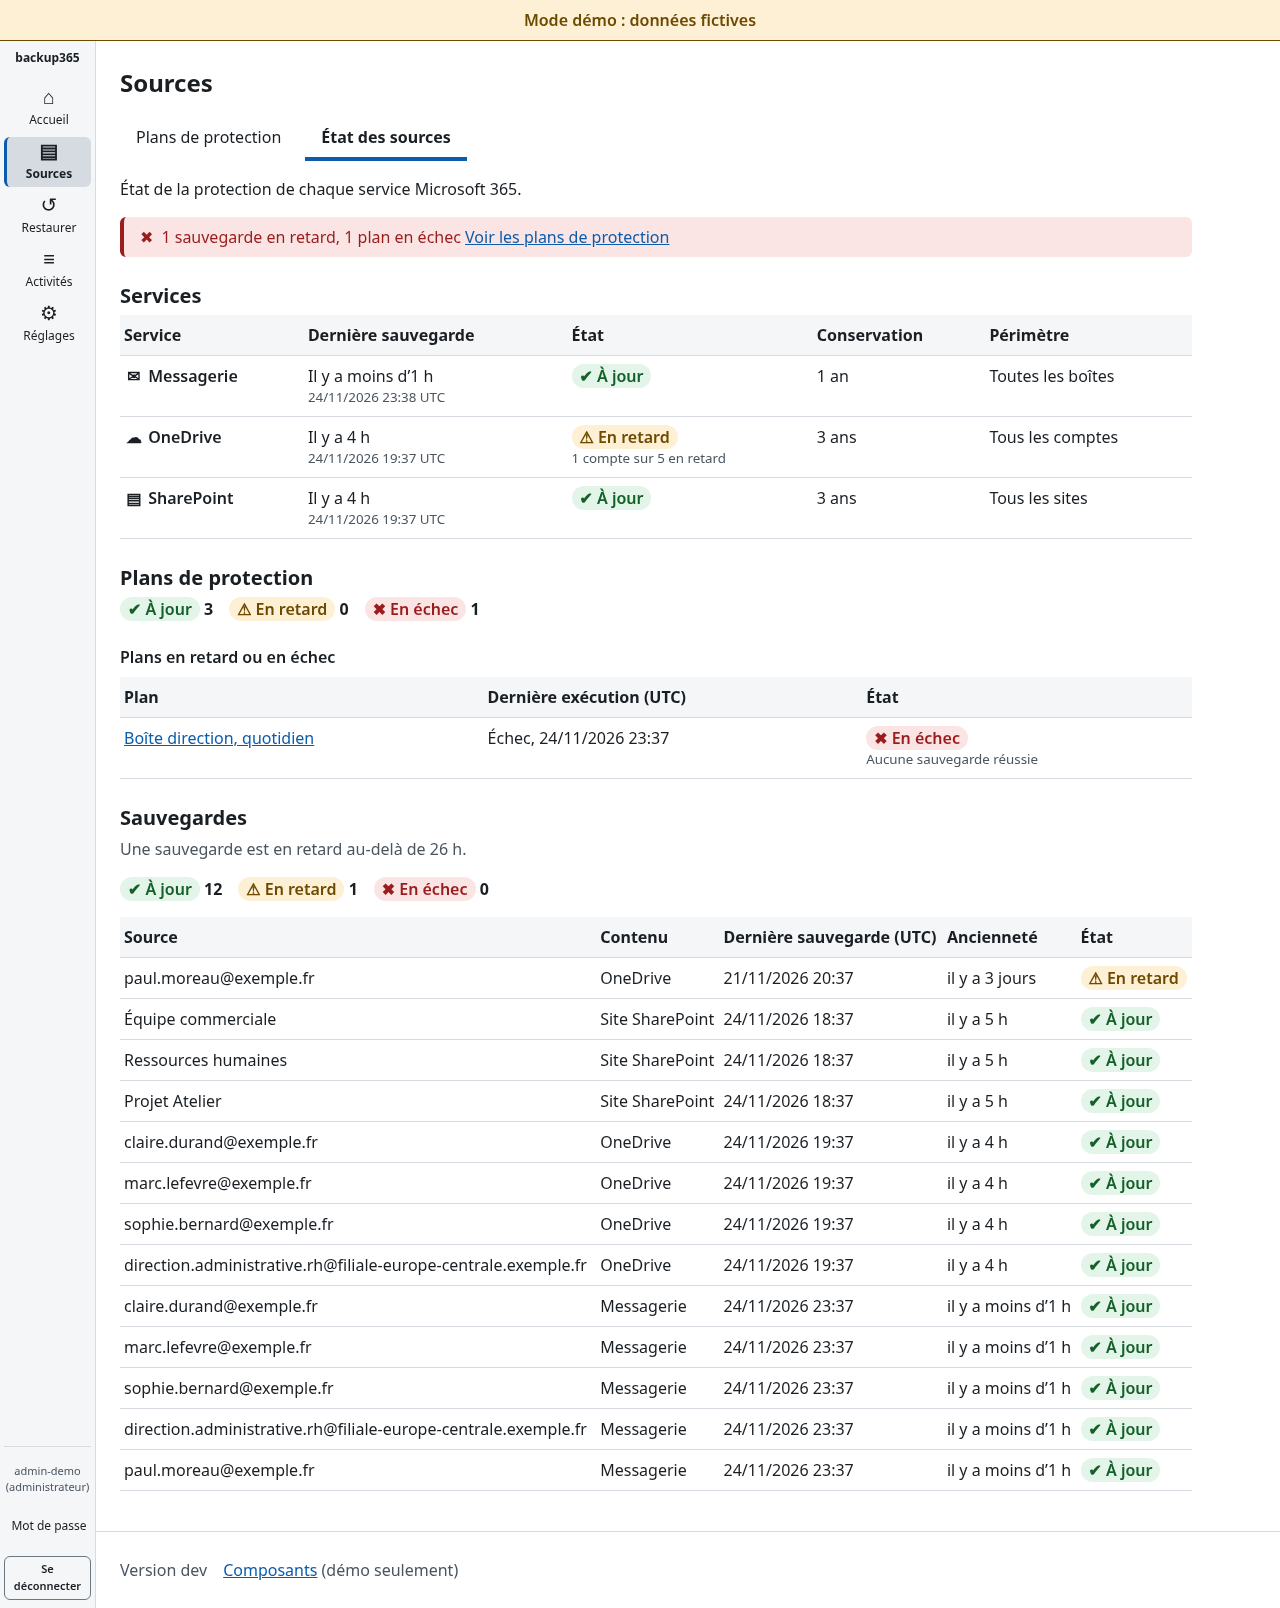 Mode démo : données fictives
backup365
Accueil
Sources
Restaurer
Activités
Réglages
admin-demo
(administrateur)
Mot de passe
Se
déconnecter
Sources
Plans de protection État des sources
État de la protection de chaque service Microsoft 365.
✖ 1 sauvegarde en retard, 1 plan en échec Voir les plans de protection
Services
Service Dernière sauvegarde État Conservation Périmètre
Messagerie Il y a moins d’1 h ✔ À jour 1 an Toutes les boîtes
24/11/2026 23:38 UTC
OneDrive Il y a 4 h ⚠ En retard 3 ans Tous les comptes
24/11/2026 19:37 UTC 1 compte sur 5 en retard
SharePoint Il y a 4 h ✔ À jour 3 ans Tous les sites
24/11/2026 19:37 UTC
Plans de protection
✔ À jour 3 ⚠ En retard 0 ✖ En échec 1
Plans en retard ou en échec
Plan Dernière exécution (UTC) État
Boîte direction, quotidien Échec, 24/11/2026 23:37 ✖ En échec
Aucune sauvegarde réussie
Sauvegardes
Une sauvegarde est en retard au-delà de 26 h.
✔ À jour 12 ⚠ En retard 1 ✖ En échec 0
Source Contenu Dernière sauvegarde (UTC) Ancienneté État
paul.moreau@exemple.fr OneDrive 21/11/2026 20:37 il y a 3 jours ⚠ En retard
Équipe commerciale Site SharePoint 24/11/2026 18:37 il y a 5 h ✔ À jour
Ressources humaines Site SharePoint 24/11/2026 18:37 il y a 5 h ✔ À jour
Projet Atelier Site SharePoint 24/11/2026 18:37 il y a 5 h ✔ À jour
claire.durand@exemple.fr OneDrive 24/11/2026 19:37 il y a 4 h ✔ À jour
marc.lefevre@exemple.fr OneDrive 24/11/2026 19:37 il y a 4 h ✔ À jour
sophie.bernard@exemple.fr OneDrive 24/11/2026 19:37 il y a 4 h ✔ À jour
direction.administrative.rh@filiale-europe-centrale.exemple.fr OneDrive 24/11/2026 19:37 il y a 4 h ✔ À jour
claire.durand@exemple.fr Messagerie 24/11/2026 23:37 il y a moins d’1 h ✔ À jour
marc.lefevre@exemple.fr Messagerie 24/11/2026 23:37 il y a moins d’1 h ✔ À jour
sophie.bernard@exemple.fr Messagerie 24/11/2026 23:37 il y a moins d’1 h ✔ À jour
direction.administrative.rh@filiale-europe-centrale.exemple.fr Messagerie 24/11/2026 23:37 il y a moins d’1 h ✔ À jour
paul.moreau@exemple.fr Messagerie 24/11/2026 23:37 il y a moins d’1 h ✔ À jour
Version dev Composants (démo seulement)